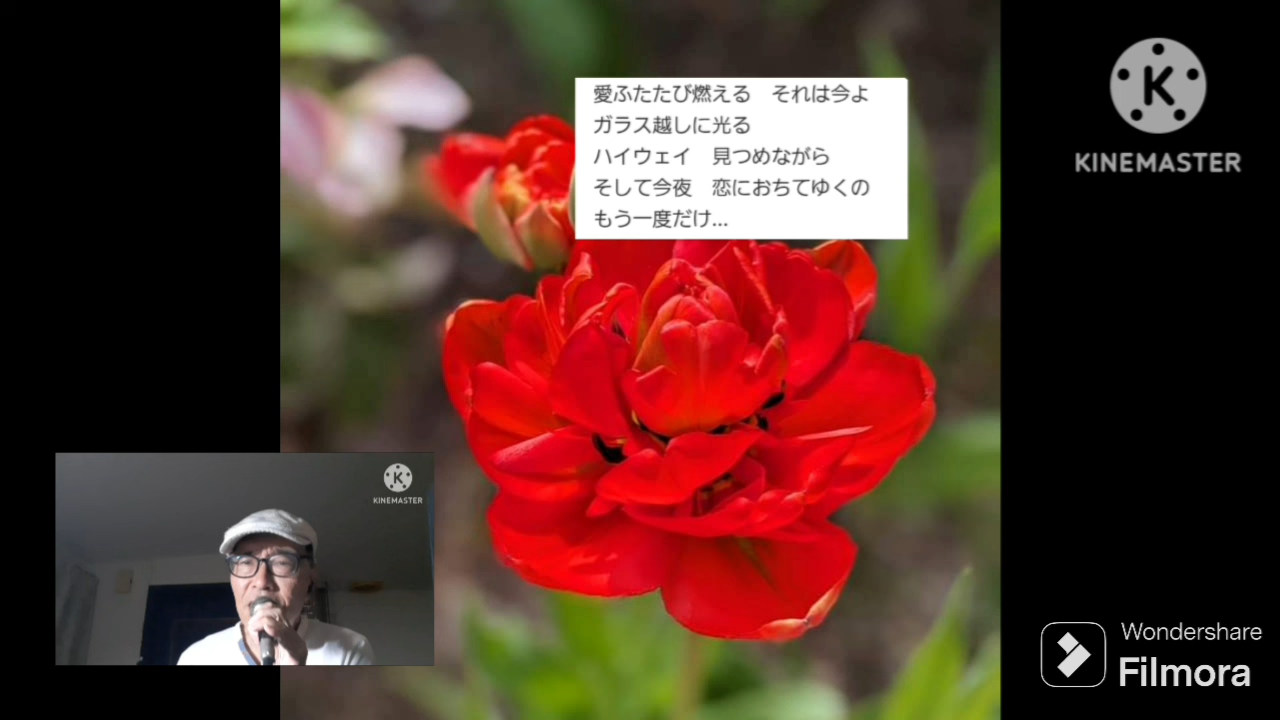 愛ふたたび燃える　それは今よ
ガラス越しに光る
ハイウェイ　見つめながら
そして今夜　恋におちてゆくの
もう一度だけ...
KINEMASTER
KINEMASTER
Wondershare
Filmora